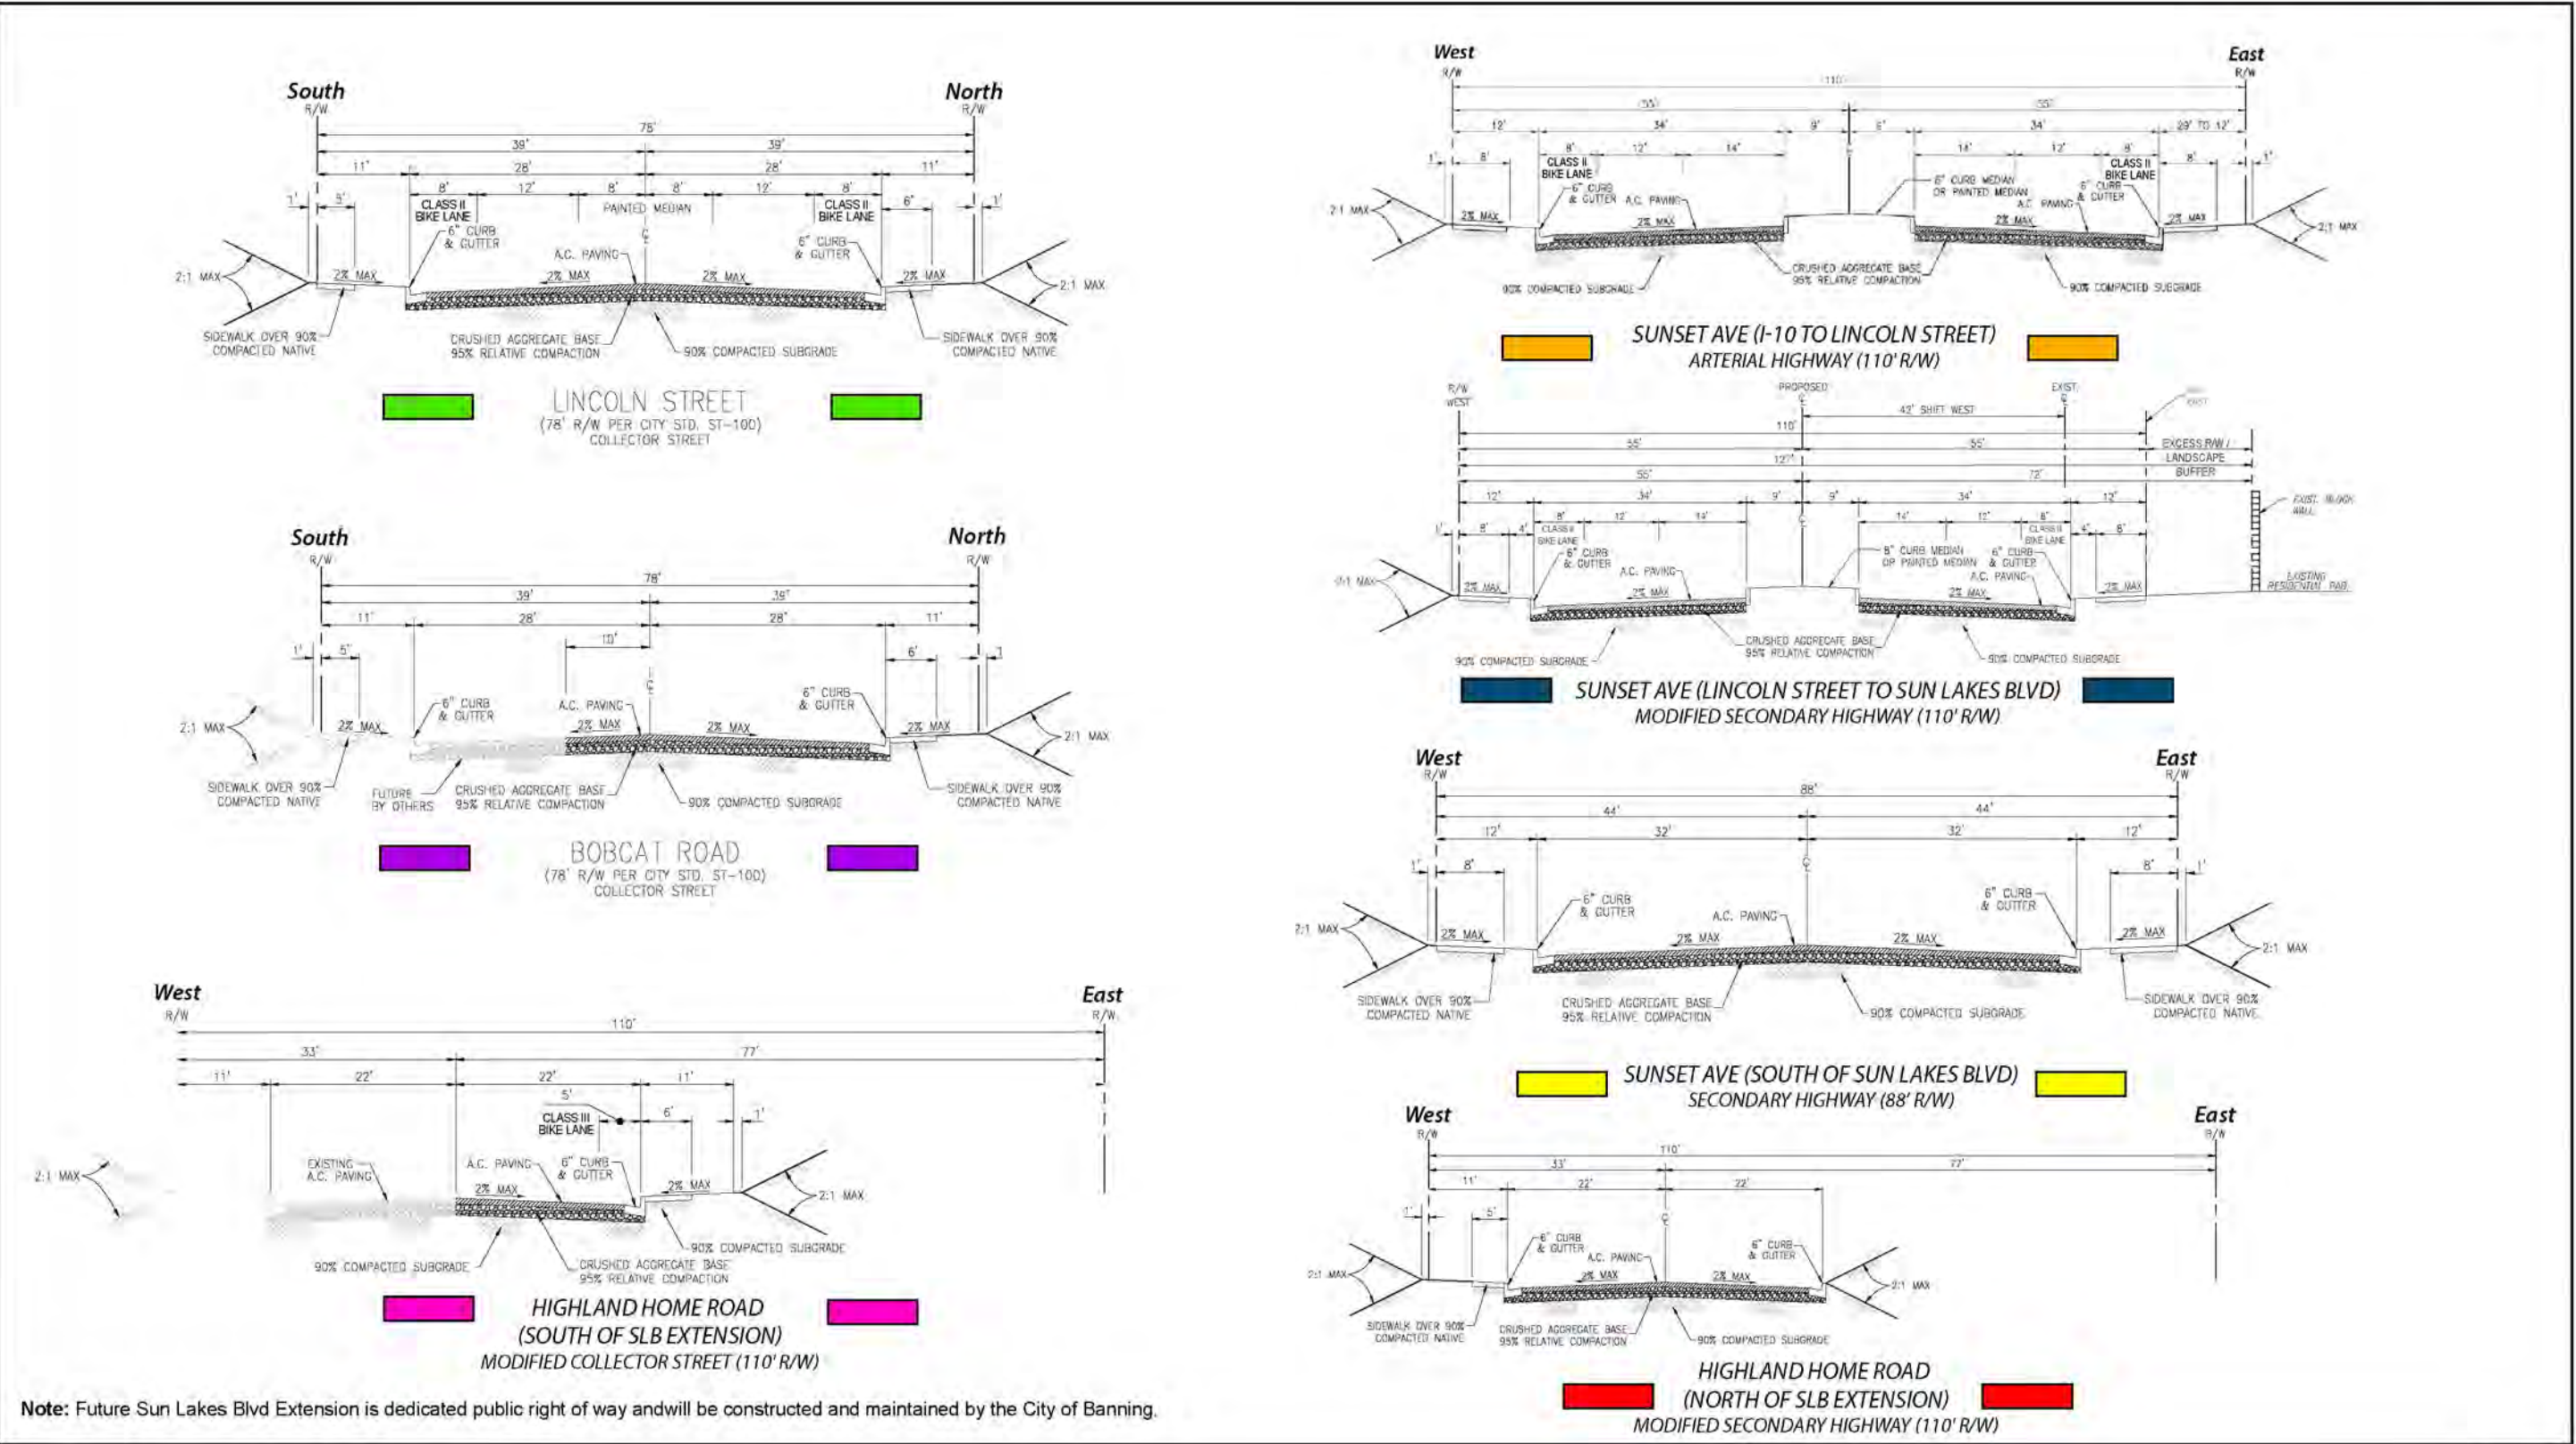 South
R/W
North
R/W
78'
39'
39'
11'
28'
28'
11'
8'
12'
8'
8'
12'
8'
1'
5'
CLASS II
BIKE LANE
PAINTED MEDIAN
CLASS II
BIKE LANE
6'
1'
6" CURB
& GUTTER
6" CURB
& GUTTER
A.C. PAVING
2:1 MAX
2% MAX
2% MAX
2% MAX
2% MAX
2:1 MAX
SIDEWALK OVER 90%
COMPACTED NATIVE
CRUSHED AGGREGATE BASE
95% RELATIVE COMPACTION
90% COMPACTED SUBGRADE
SIDEWALK OVER 90%
COMPACTED NATIVE
LINCOLN STREET
(78' R/W PER CITY STD. ST-100)
COLLECTOR STREET
South
R/W
North
R/W
78'
39'
39'
11'
28'
28'
11'
10'
1'
5'
6'
1
6" CURB
& GUTTER
A.C. PAVING
6" CURB
& GUTTER
2:1 MAX
2% MAX
2% MAX
2% MAX
2% MAX
2:1 MAX
SIDEWALK OVER 90%
COMPACTED NATIVE
FUTURE
BY OTHERS
CRUSHED AGGREGATE BASE
95% RELATIVE COMPACTION
90% COMPACTED SUBGRADE
SIDEWALK OVER 90%
COMPACTED NATIVE
BOBCAT ROAD
(78' R/W PER CITY STD. ST-100)
COLLECTOR STREET
West
R/W
East
R/W
110'
33'
77'
11'
22'
22'
11'
5'
CLASS III
BIKE LANE
6'
1'
EXISTING
A.C. PAVING
A.C. PAVING
6" CURB
& GUTTER
2:1 MAX
2% MAX
2% MAX
2:1 MAX
90% COMPACTED SUBGRADE
90% COMPACTED SUBGRADE
CRUSHED AGGREGATE BASE
95% RELATIVE COMPACTION
HIGHLAND HOME ROAD
(SOUTH OF SLB EXTENSION)
MODIFIED COLLECTOR STREET (110' R/W)
Note: Future Sun Lakes Blvd Extension is dedicated public right of way andwill be constructed and maintained by the City of Banning.
West
R/W
East
R/W
110'
55'
55'
12'
34'
9'
34'
29' TO 12'
1'
8'
8'
12'
14'
14'
12'
8'
8'
1'
CLASS II
BIKE LANE
CLASS II
BIKE LANE
6" CURB
& GUTTER
A.C. PAVING
6" CURB MEDIAN
OR PAINTED MEDIAN
6" CURB
& GUTTER
A.C. PAVING
2:1 MAX
2% MAX
2% MAX
2% MAX
2% MAX
2:1 MAX
90% COMPACTED SUBGRADE
CRUSHED AGGREGATE BASE
95% RELATIVE COMPACTION
90% COMPACTED SUBGRADE
SUNSET AVE (I-10 TO LINCOLN STREET)
ARTERIAL HIGHWAY (110' R/W)
R/W
WEST
PROPOSED
EXIST.
42' SHIFT WEST
110'
55'
55'
EXCESS R/W /
LANDSCAPE
BUFFER
127'
55'
72'
12'
34'
9'
9'
34'
12'
8'
4'
8'
12'
14'
14'
12'
8'
4'
8'
CLASS II
BIKE LANE
CLASS II
BIKE LANE
EXIST. BLOCK
WALL
6" CURB
& GUTTER
A.C. PAVING
8" CURB MEDIAN
OR PAINTED MEDIAN
6" CURB
& GUTTER
A.C. PAVING
2% MAX
2% MAX
2% MAX
2% MAX
EXISTING
RESIDENTIAL PAD
90% COMPACTED SUBGRADE
CRUSHED AGGREGATE BASE
95% RELATIVE COMPACTION
90% COMPACTED SUBGRADE
SUNSET AVE (LINCOLN STREET TO SUN LAKES BLVD)
MODIFIED SECONDARY HIGHWAY (110' R/W)
West
R/W
East
R/W
88'
44'
44'
12'
32'
32'
12'
1'
8'
8'
1'
6" CURB
& GUTTER
A.C. PAVING
6" CURB
& GUTTER
2:1 MAX
2% MAX
2% MAX
2% MAX
2% MAX
2:1 MAX
SIDEWALK OVER 90%
COMPACTED NATIVE
CRUSHED AGGREGATE BASE
95% RELATIVE COMPACTION
90% COMPACTED SUBGRADE
SIDEWALK OVER 90%
COMPACTED NATIVE
SUNSET AVE (SOUTH OF SUN LAKES BLVD)
SECONDARY HIGHWAY (88' R/W)
West
R/W
East
R/W
110'
33'
77'
11'
22'
22'
1'
5'
6" CURB
& GUTTER
A.C. PAVING
6" CURB
& GUTTER
2:1 MAX
2% MAX
2% MAX
2:1 MAX
SIDEWALK OVER 90%
COMPACTED NATIVE
CRUSHED AGGREGATE BASE
95% RELATIVE COMPACTION
90% COMPACTED SUBGRADE
HIGHLAND HOME ROAD
(NORTH OF SLB EXTENSION)
MODIFIED SECONDARY HIGHWAY (110' R/W)